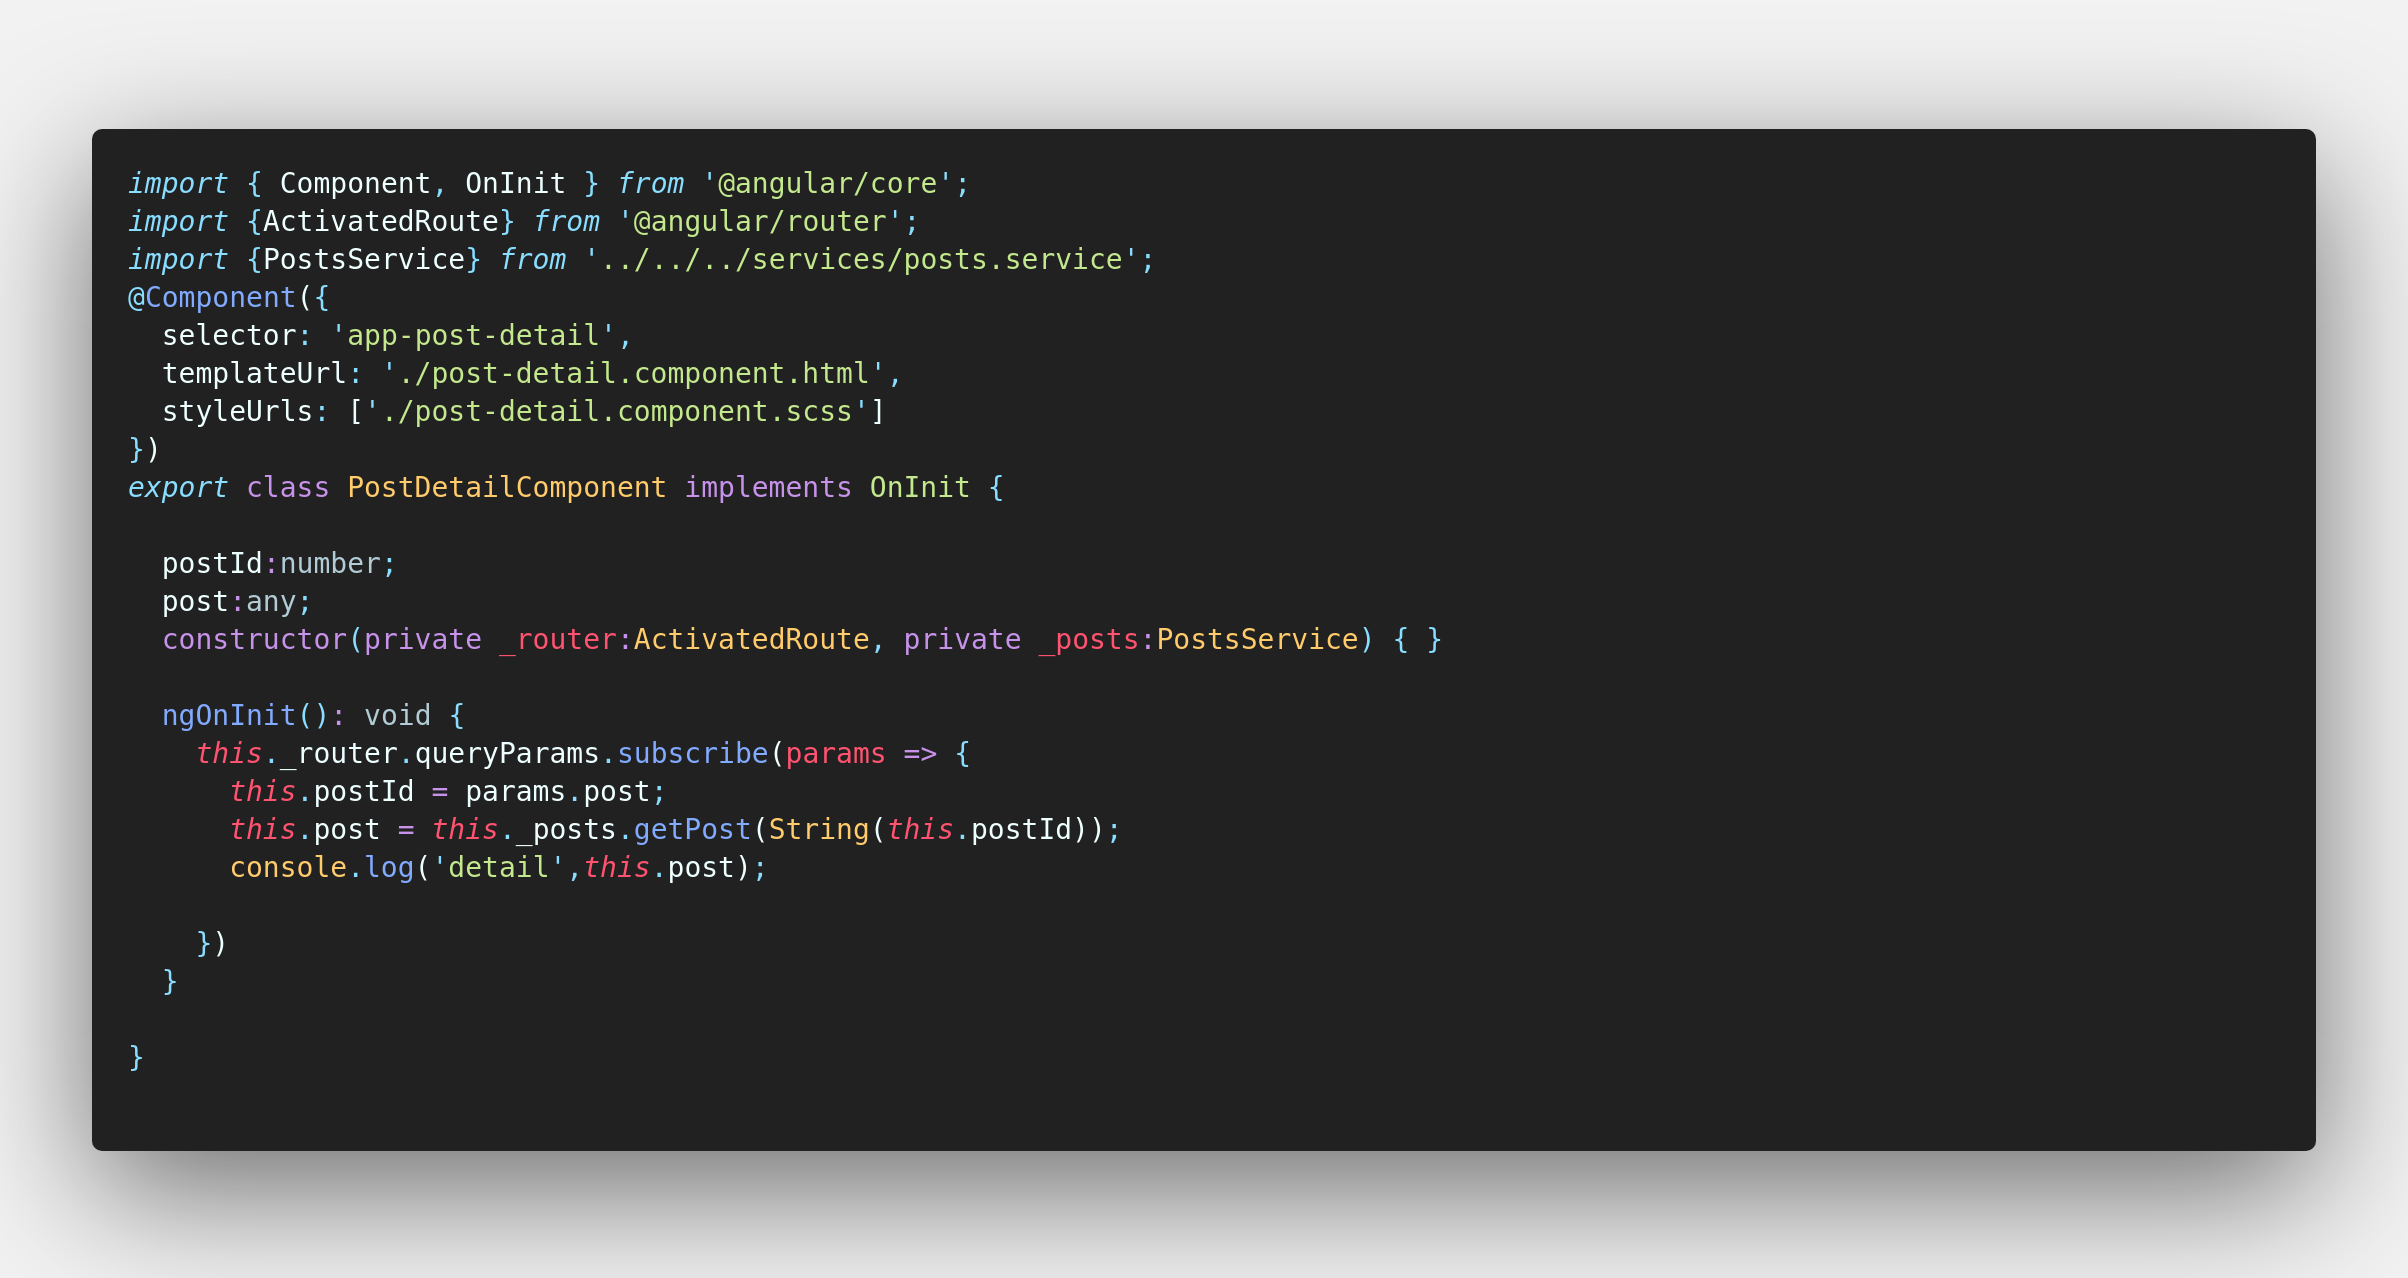 import { Component, OnInit } from '@angular/core';
import {ActivatedRoute} from '@angular/router';
import {PostsService} from '../../../services/posts.service';
@Component({
  selector: 'app-post-detail',
  templateUrl: './post-detail.component.html',
  styleUrls: ['./post-detail.component.scss']
})
export class PostDetailComponent implements OnInit {

  postId:number;
  post:any;
  constructor(private _router:ActivatedRoute, private _posts:PostsService) { }

  ngOnInit(): void {
    this._router.queryParams.subscribe(params => {
      this.postId = params.post;
      this.post = this._posts.getPost(String(this.postId));
      console.log('detail',this.post);

    })
  }

}